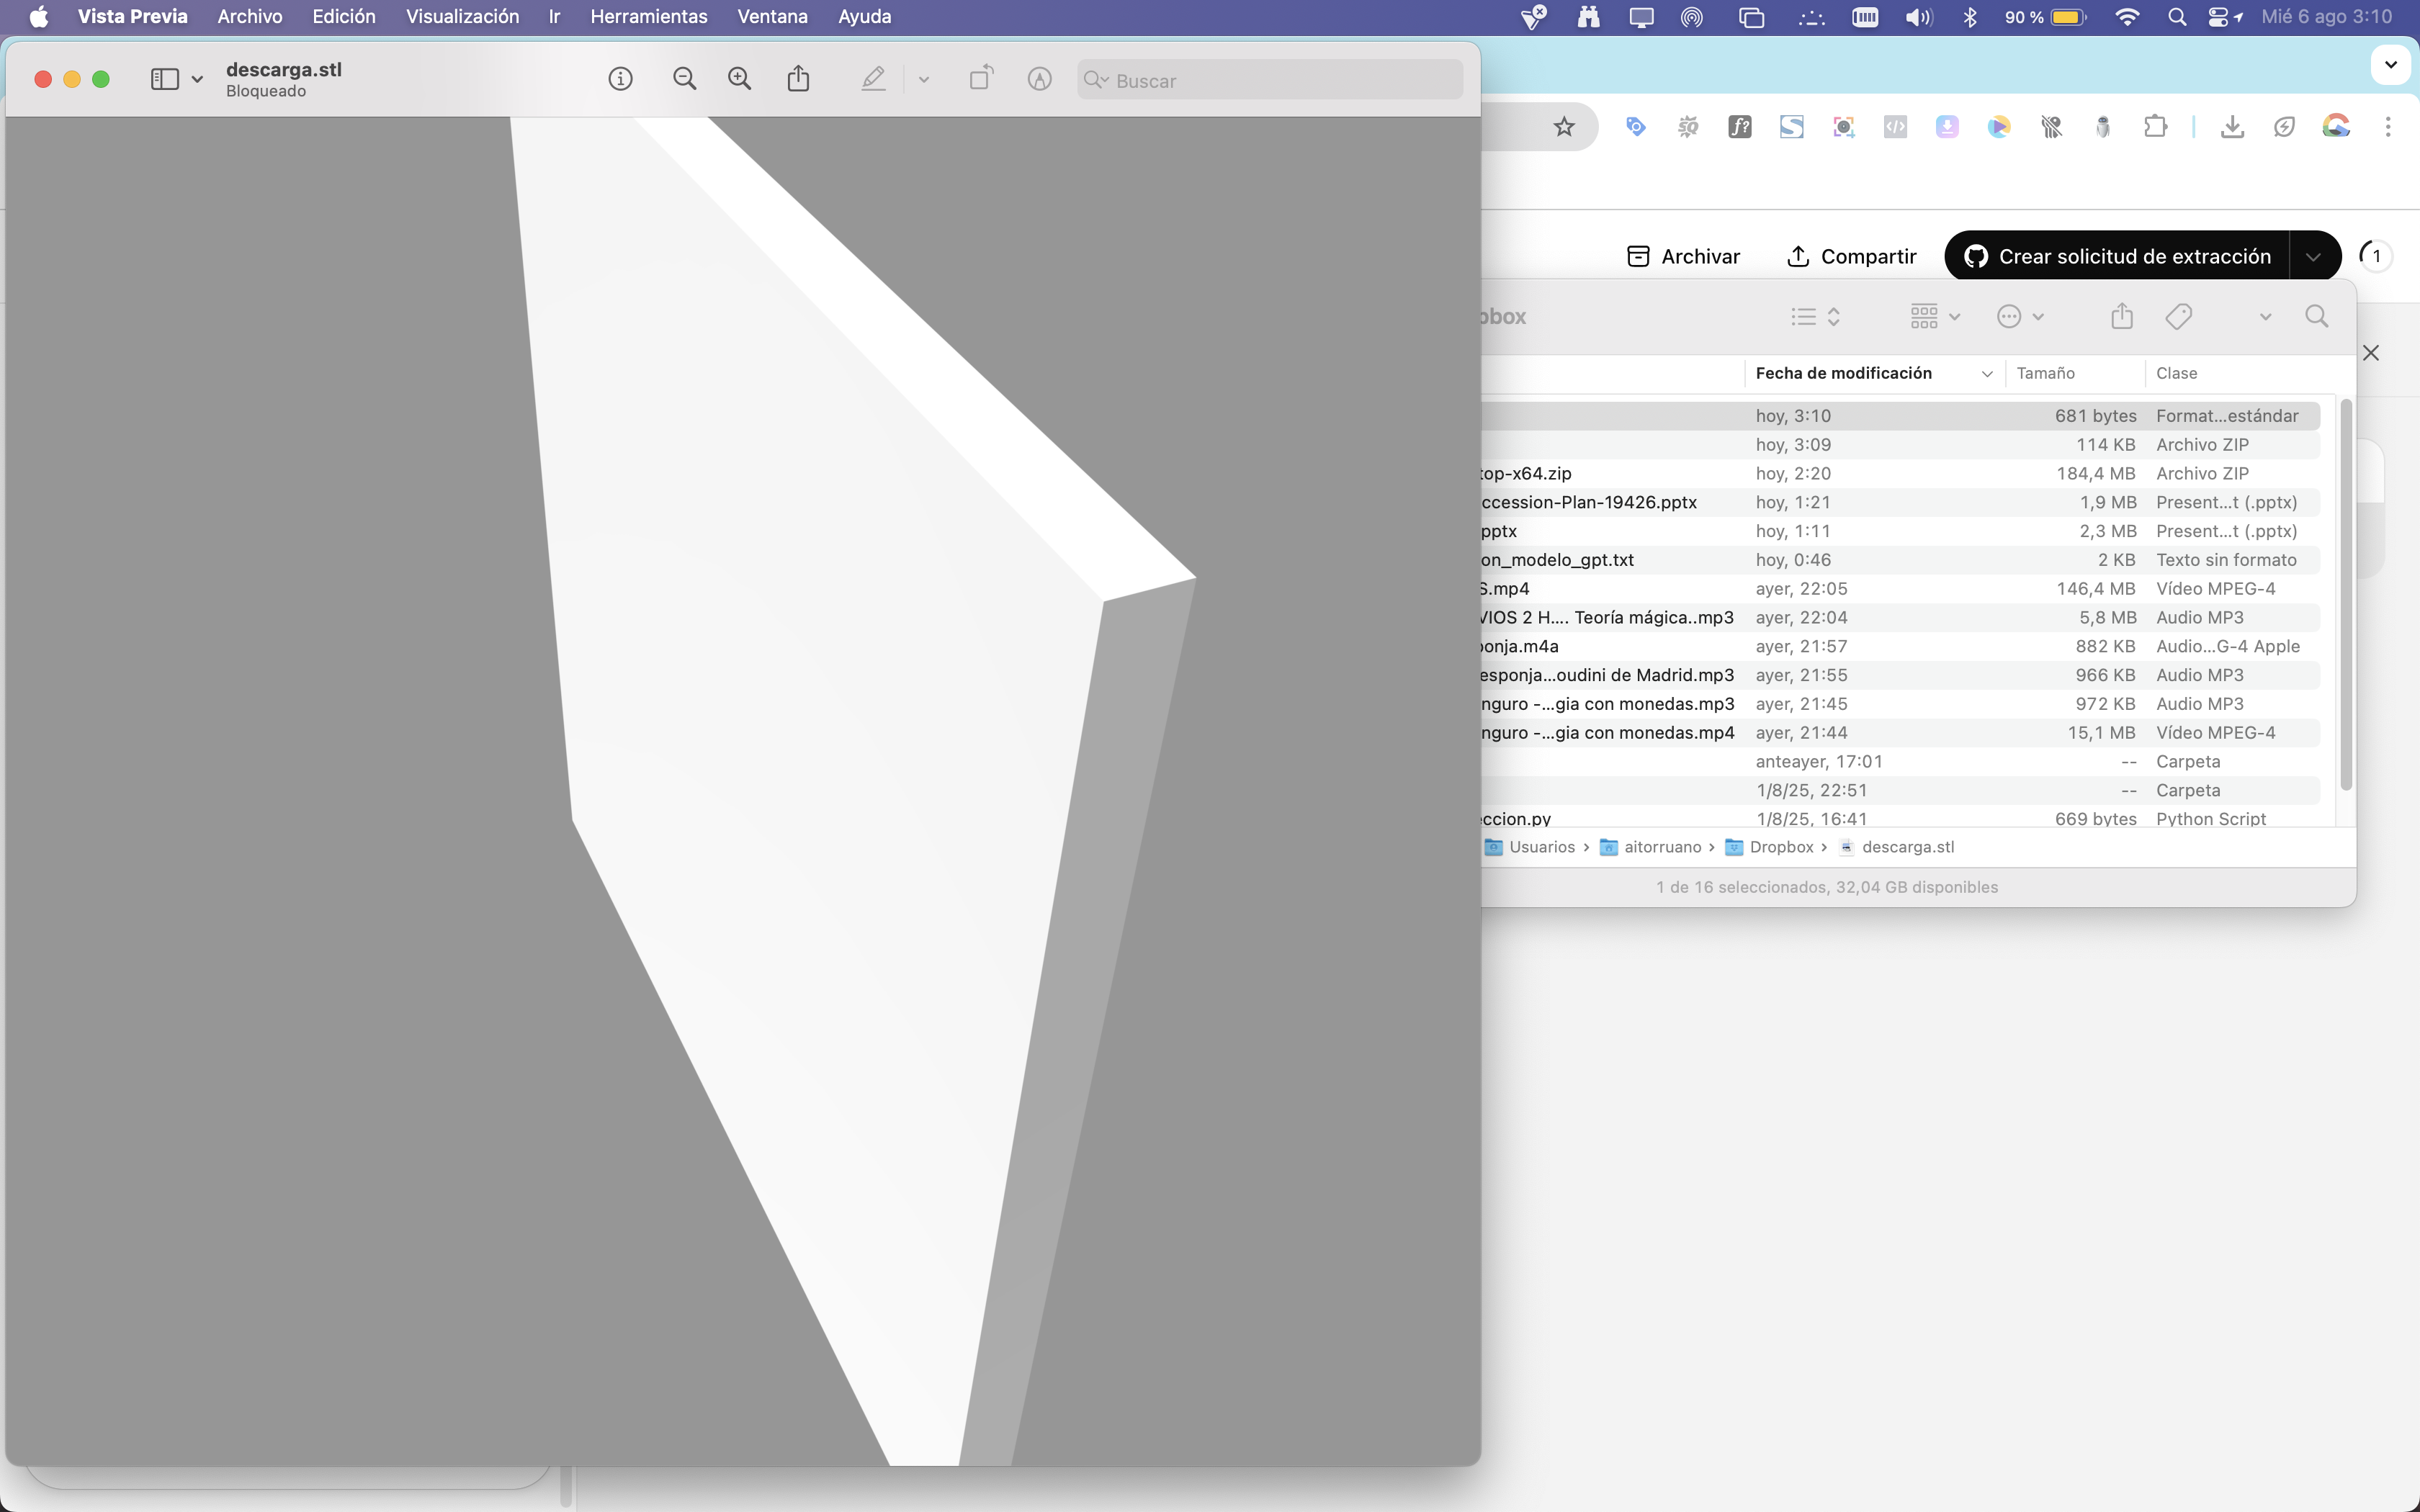 Vista Previa Archivo Edición Visualización Ir Herramientas Ventana Ayuda 90 % Mié 6 ago 3:10
descarga.stl
Bloqueado
Buscar
Archivar Compartir Crear solicitud de extracción 1
Fecha de modificación Tamaño Clase
hoy, 3:10 681 bytes Format...estándar
hoy, 3:09 114 KB Archivo ZIP
top-x64.zip hoy, 2:20 184,4 MB Archivo ZIP
ccession-Plan-19426.pptx hoy, 1:21 1,9 MB Present...t (.pptx)
pptx hoy, 1:11 2,3 MB Present...t (.pptx)
on_modelo_gpt.txt hoy, 0:46 2 KB Texto sin formato
S.mp4 ayer, 22:05 146,4 MB Vídeo MPEG-4
VIOS 2 H.... Teoría mágica..mp3 ayer, 22:04 5,8 MB Audio MP3
onja.m4a ayer, 21:57 882 KB Audio...G-4 Apple
esponja...oudini de Madrid.mp3 ayer, 21:55 966 KB Audio MP3
nguro -...gia con monedas.mp3 ayer, 21:45 972 KB Audio MP3
nguro -...gia con monedas.mp4 ayer, 21:44 15,1 MB Vídeo MPEG-4
anteayer, 17:01 -- Carpeta
1/8/25, 22:51 -- Carpeta
eccion.py 1/8/25, 16:41 669 bytes Python Script
Usuarios › aitorruano › Dropbox › descarga.stl
1 de 16 seleccionados, 32,04 GB disponibles